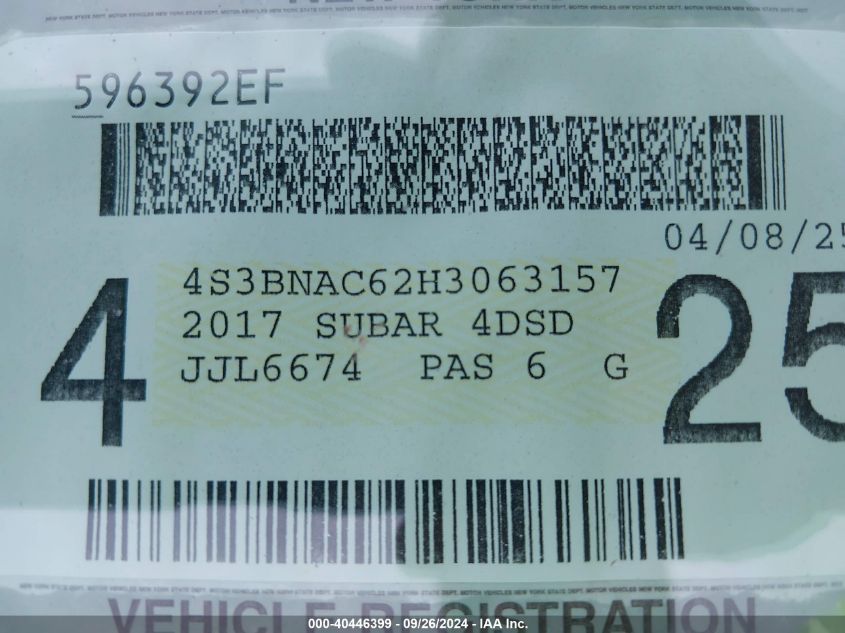 596392EF
04/08/25
4S3BNAC62H3063157
2017 SUBAR 4DSD
JJL6674 PAS 6 G
4 25
VEHICLE REGISTRATION
000-40446399 - 09/26/2024 - IAA Inc.